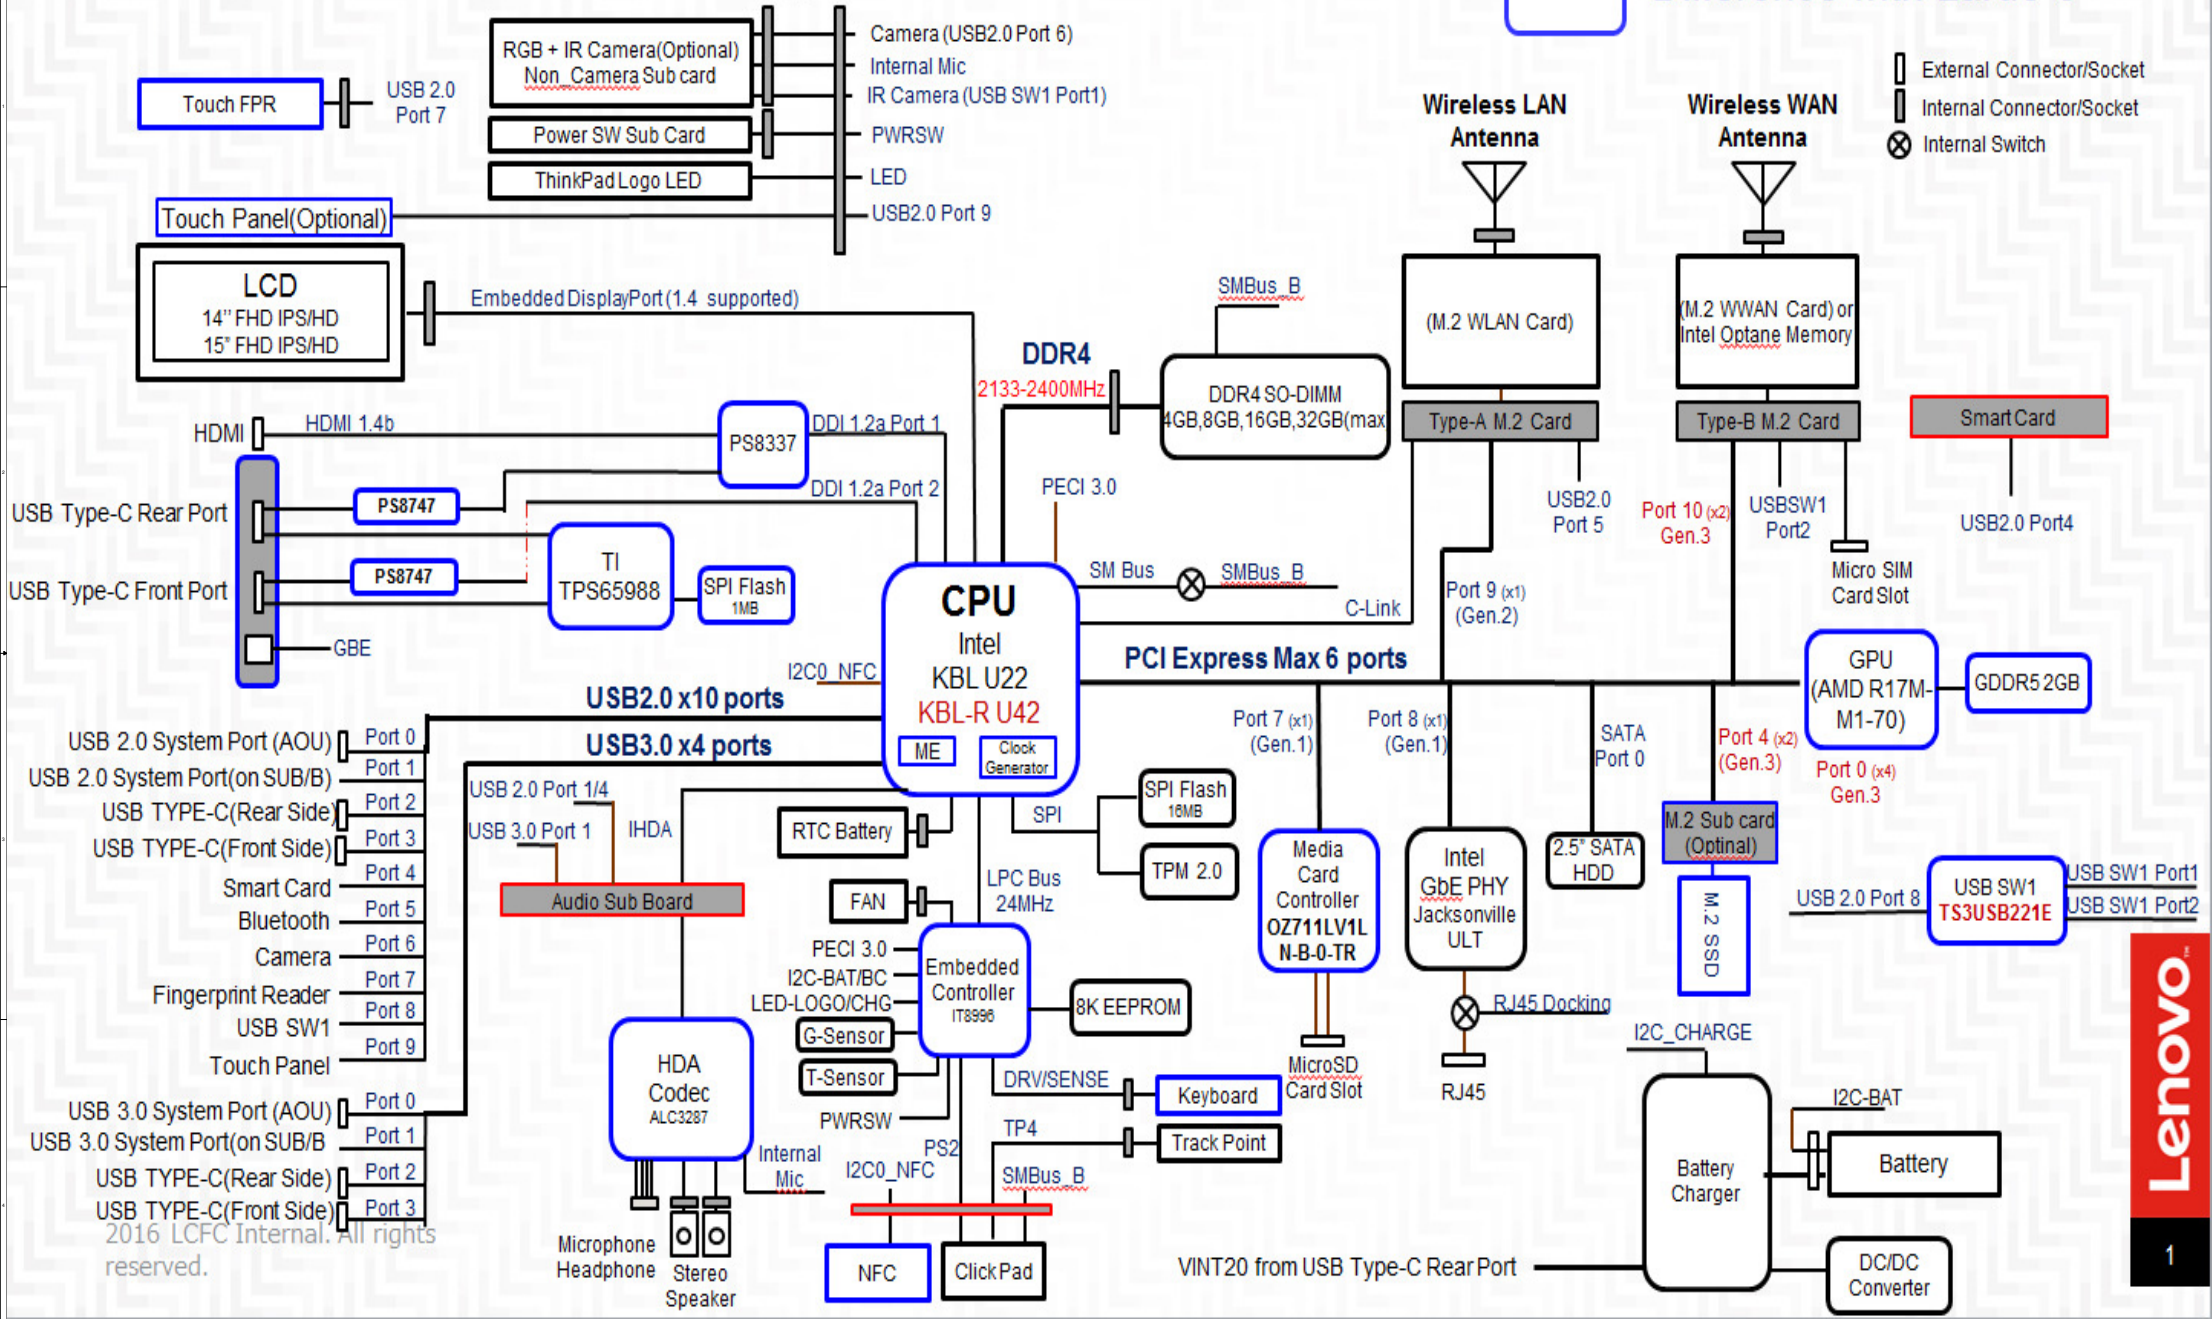 RGB + IR Camera(Optional)
Non_Camera Sub card
Camera (USB2.0 Port 6)
Internal Mic
IR Camera (USB SW1 Port1)
Touch FPR
USB 2.0
Port 7
Power SW Sub Card
PWRSW
ThinkPad Logo LED
LED
Touch Panel(Optional)
USB2.0 Port 9
External Connector/Socket
Internal Connector/Socket
Internal Switch
Wireless LAN
Antenna
Wireless WAN
Antenna
LCD
14" FHD IPS/HD
15" FHD IPS/HD
Embedded DisplayPort (1.4 supported)
SMBus_B
DDR4
2133-2400MHz
DDR4 SO-DIMM
4GB,8GB,16GB,32GB(max
(M.2 WLAN Card)
Type-A M.2 Card
(M.2 WWAN Card) or
Intel Optane Memory
Type-B M.2 Card
Smart Card
USB2.0 Port4
HDMI
HDMI 1.4b
PS8337
DDI 1.2a Port 1
DDI 1.2a Port 2
USB Type-C Rear Port
PS8747
USB Type-C Front Port
PS8747
TI
TPS65988
SPI Flash
1MB
GBE
PECI 3.0
SM Bus
SMBus_B
C-Link
USB2.0
Port 5
Port 9 (x1)
(Gen.2)
Port 10 (x2)
Gen.3
USBSW1
Port2
Micro SIM
Card Slot
CPU
Intel
KBL U22
KBL-R U42
ME
Clock
Generator
I2C0_NFC
PCI Express Max 6 ports
GPU
(AMD R17M-
M1-70)
GDDR5 2GB
Port 0 (x4)
Gen.3
USB2.0 x10 ports
USB3.0 x4 ports
USB 2.0 System Port (AOU)
Port 0
USB 2.0 System Port(on SUB/B)
Port 1
USB TYPE-C(Rear Side)
Port 2
USB TYPE-C(Front Side)
Port 3
Smart Card
Port 4
Bluetooth
Port 5
Camera
Port 6
Fingerprint Reader
Port 7
USB SW1
Port 8
Touch Panel
Port 9
USB 3.0 System Port (AOU)
Port 0
USB 3.0 System Port(on SUB/B
Port 1
USB TYPE-C(Rear Side)
Port 2
USB TYPE-C(Front Side)
Port 3
2016 LCFC Internal. All rights
reserved.
USB 2.0 Port 1/4
USB 3.0 Port 1
IHDA
Audio Sub Board
HDA
Codec
ALC3287
Internal
Mic
Microphone
Headphone
Stereo
Speaker
RTC Battery
FAN
SPI
SPI Flash
16MB
TPM 2.0
LPC Bus
24MHz
PECI 3.0
I2C-BAT/BC
LED-LOGO/CHG
G-Sensor
T-Sensor
PWRSW
Embedded
Controller
IT8996
8K EEPROM
DRV/SENSE
Keyboard
TP4
Track Point
PS2
I2C0_NFC
SMBus_B
NFC
Click Pad
Port 7 (x1)
(Gen.1)
Media
Card
Controller
OZ711LV1L
N-B-0-TR
MicroSD
Card Slot
Port 8 (x1)
(Gen.1)
Intel
GbE PHY
Jacksonville
ULT
RJ45 Docking
RJ45
SATA
Port 0
2.5" SATA
HDD
Port 4 (x2)
(Gen.3)
M.2 Sub card
(Optinal)
M.2 SSD
USB 2.0 Port 8
USB SW1
TS3USB221E
USB SW1 Port1
USB SW1 Port2
I2C_CHARGE
Battery
Charger
I2C-BAT
Battery
VINT20 from USB Type-C Rear Port
DC/DC
Converter
Lenovo™
1